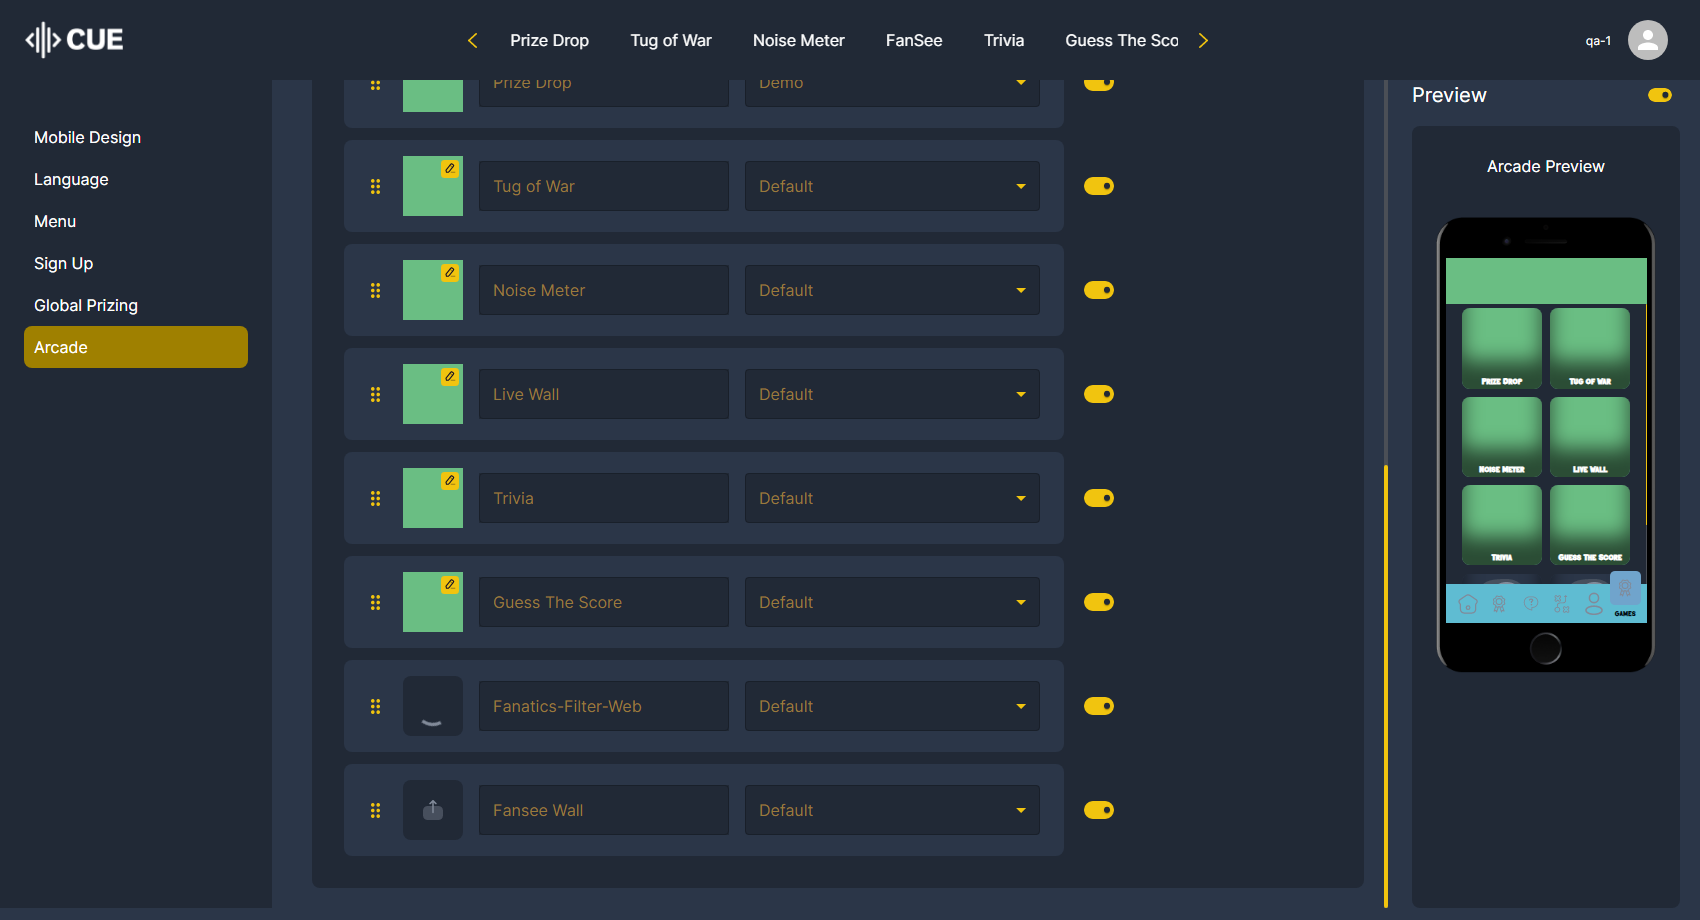 CUE
Prize Drop
Tug of War
Noise Meter
FanSee
Trivia
Guess The Sco
qa-1
Mobile Design
Language
Menu
Sign Up
Global Prizing
Arcade
Prize Drop
Demo
Tug of War
Default
Noise Meter
Default
Live Wall
Default
Trivia
Default
Guess The Score
Default
Fanatics-Filter-Web
Default
Fansee Wall
Default
Preview
Arcade Preview
Prize Drop
Tug of War
Noise Meter
Live Wall
Trivia
Guess The Score
GAMES